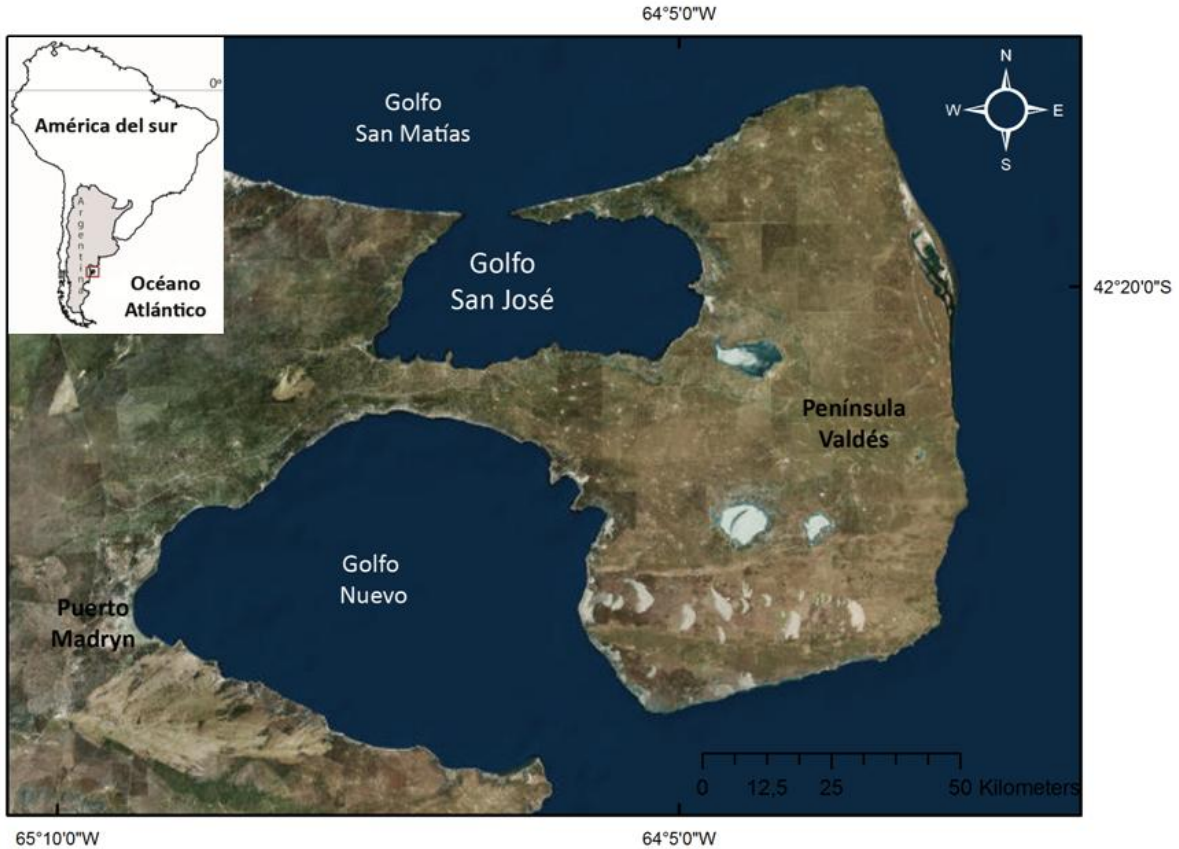 64°5'0"W
0°
América del sur
Argentina
Océano
Atlántico
Golfo
San Matías
N
W
E
S
Golfo
San José
42°20'0"S
Península
Valdés
Golfo
Nuevo
Puerto
Madryn
0 12,5 25 50 Kilometers
65°10'0"W
64°5'0"W